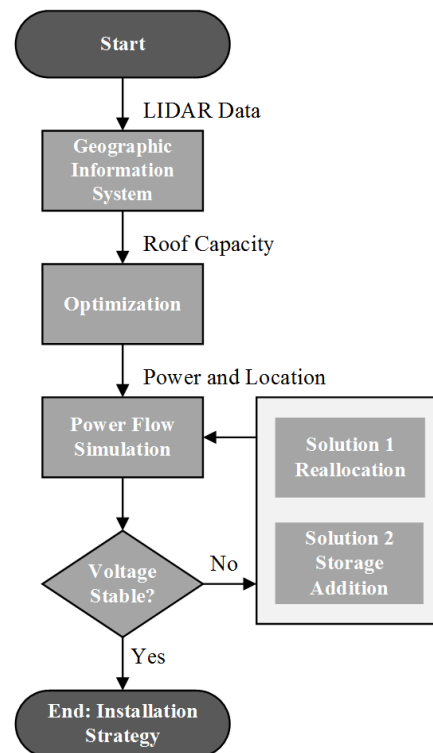 Start
LIDAR Data
Geographic
Information
System
Roof Capacity
Optimization
Power and Location
Power Flow
Simulation
Solution 1
Reallocation
Solution 2
Storage
Addition
Voltage
Stable?
No
Yes
End: Installation
Strategy